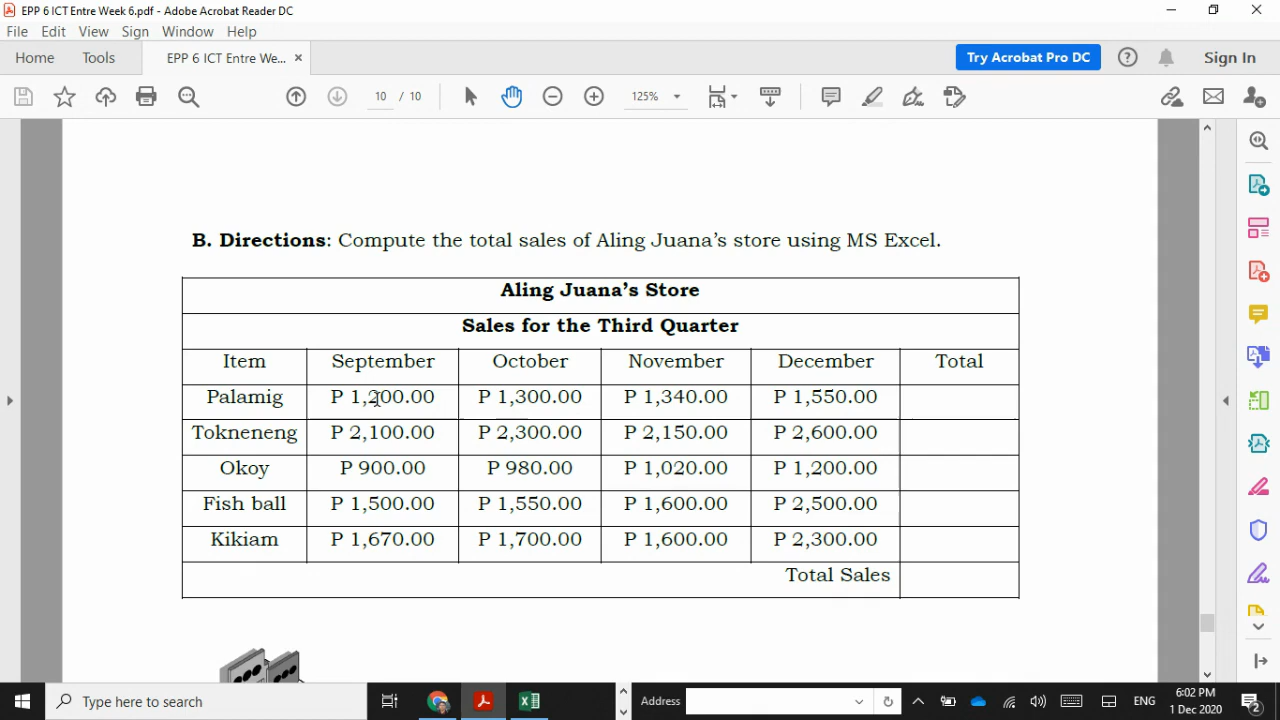 EPP 6 ICT Entre Week 6.pdf - Adobe Acrobat Reader DC
File Edit View Sign Window Help
Home Tools EPP 6 ICT Entre We... × Try Acrobat Pro DC Sign In
10 / 10 125%
B. Directions: Compute the total sales of Aling Juana’s store using MS Excel.
Aling Juana’s Store
Sales for the Third Quarter
Item September October November December Total
Palamig P 1,200.00 P 1,300.00 P 1,340.00 P 1,550.00
Tokneneng P 2,100.00 P 2,300.00 P 2,150.00 P 2,600.00
Okoy P 900.00 P 980.00 P 1,020.00 P 1,200.00
Fish ball P 1,500.00 P 1,550.00 P 1,600.00 P 2,500.00
Kikiam P 1,670.00 P 1,700.00 P 1,600.00 P 2,300.00
Total Sales
Type here to search Address ENG 6:02 PM
1 Dec 2020 2